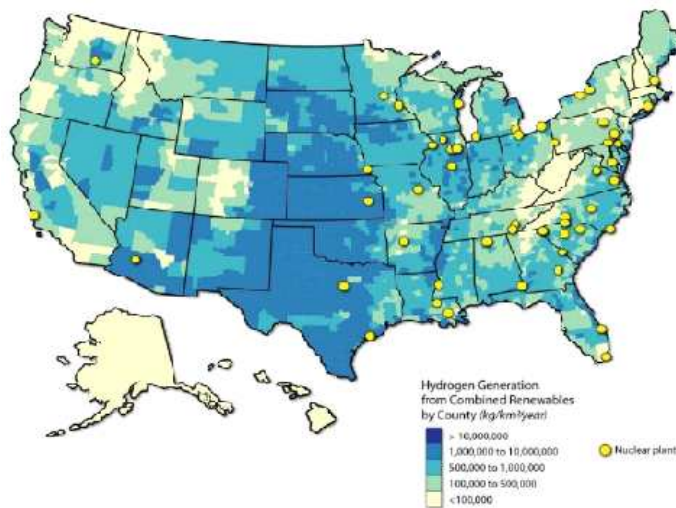 Hydrogen Generation
from Combined Renewables
by County (kg/km²/year)
> 10,000,000
1,000,000 to 10,000,000
500,000 to 1,000,000
100,000 to 500,000
<100,000
Nuclear plant